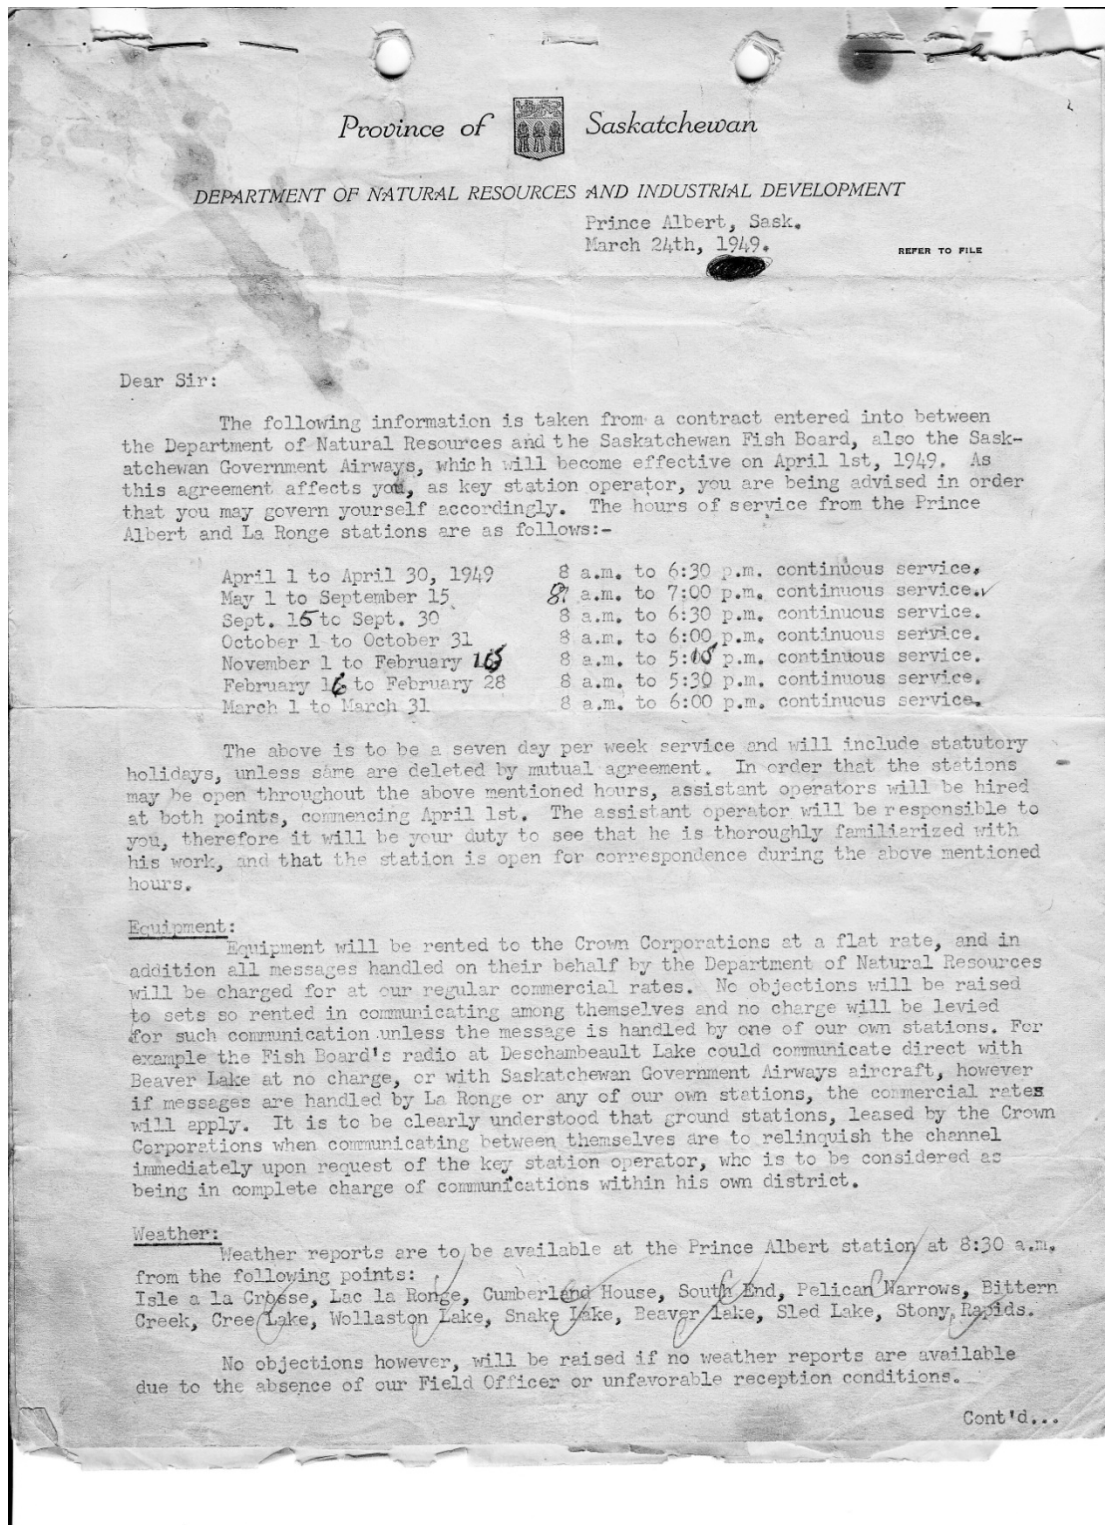 Province of Saskatchewan
DEPARTMENT OF NATURAL RESOURCES AND INDUSTRIAL DEVELOPMENT
Prince Albert, Sask.
March 24th, 1949.
REFER TO FILE
Dear Sir:
The following information is taken from a contract entered into between
the Department of Natural Resources and the Saskatchewan Fish Board, also the Sask-
atchewan Government Airways, which will become effective on April 1st, 1949. As
this agreement affects you, as key station operator, you are being advised in order
that you may govern yourself accordingly. The hours of service from the Prince
Albert and La Ronge stations are as follows:-
April 1 to April 30, 1949 8 a.m. to 6:30 p.m. continuous service.
May 1 to September 15 8 a.m. to 7:00 p.m. continuous service.
Sept. 15 to Sept. 30 8 a.m. to 6:30 p.m. continuous service.
October 1 to October 31 8 a.m. to 6:00 p.m. continuous service.
November 1 to February 8 a.m. to p.m. continuous service.
February 16 to February 28 8 a.m. to 5:30 p.m. continuous service.
March 1 to March 31 8 a.m. to 6:00 p.m. continuous service.
The above is to be a seven day per week service and will include statutory
holidays, unless same are deleted by mutual agreement. In order that the stations
may be open throughout the above mentioned hours, assistant operators will be hired
at both points, commencing April 1st. The assistant operator will be responsible to
you, therefore it will be your duty to see that he is thoroughly familiarized with
his work, and that the station is open for correspondence during the above mentioned
hours.
Equipment:
Equipment will be rented to the Crown Corporations at a flat rate, and in
addition all messages handled on their behalf by the Department of Natural Resources
will be charged for at our regular commercial rates. No objections will be raised
to sets so rented in communicating among themselves and no charge will be levied
for such communication unless the message is handled by one of our own stations. For
example the Fish Board's radio at Deschambeault Lake could communicate direct with
Beaver Lake at no charge, or with Saskatchewan Government Airways aircraft, however
if messages are handled by La Ronge or any of our own stations, the commercial rates
will apply. It is to be clearly understood that ground stations, leased by the Crown
Corporations when communicating between themselves are to relinquish the channel
immediately upon request of the key station operator, who is to be considered as
being in complete charge of communications within his own district.
Weather:
Weather reports are to be available at the Prince Albert station at 8:30 a.m.
from the following points:
Isle a la Crosse, Lac la Ronge, Cumberland House, South End, Pelican Narrows, Bittern
Creek, Cree Lake, Wollaston Lake, Snake Lake, Beaver Lake, Sled Lake, Stony Rapids.
No objections however, will be raised if no weather reports are available
due to the absence of our Field Officer or unfavorable reception conditions.
Cont'd...